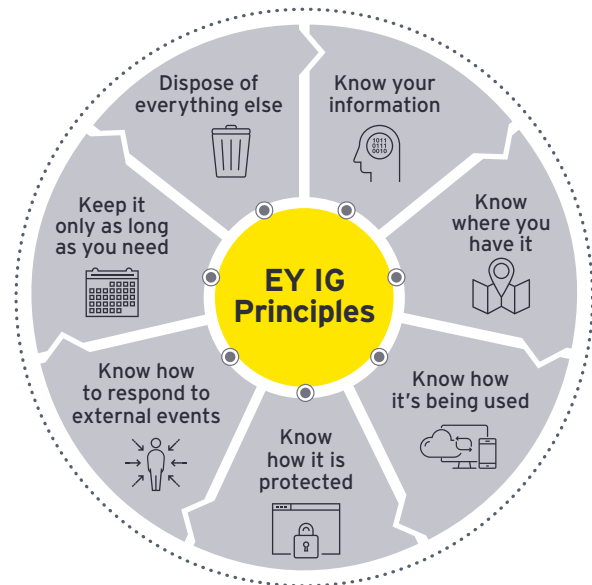 EY IG
Principles
Know your
information
1011
0111
0010
Know
where you
have it
Know how
it's being used
Know
how it is
protected
Know how
to respond to
external events
Keep it
only as long
as you need
Dispose of
everything else